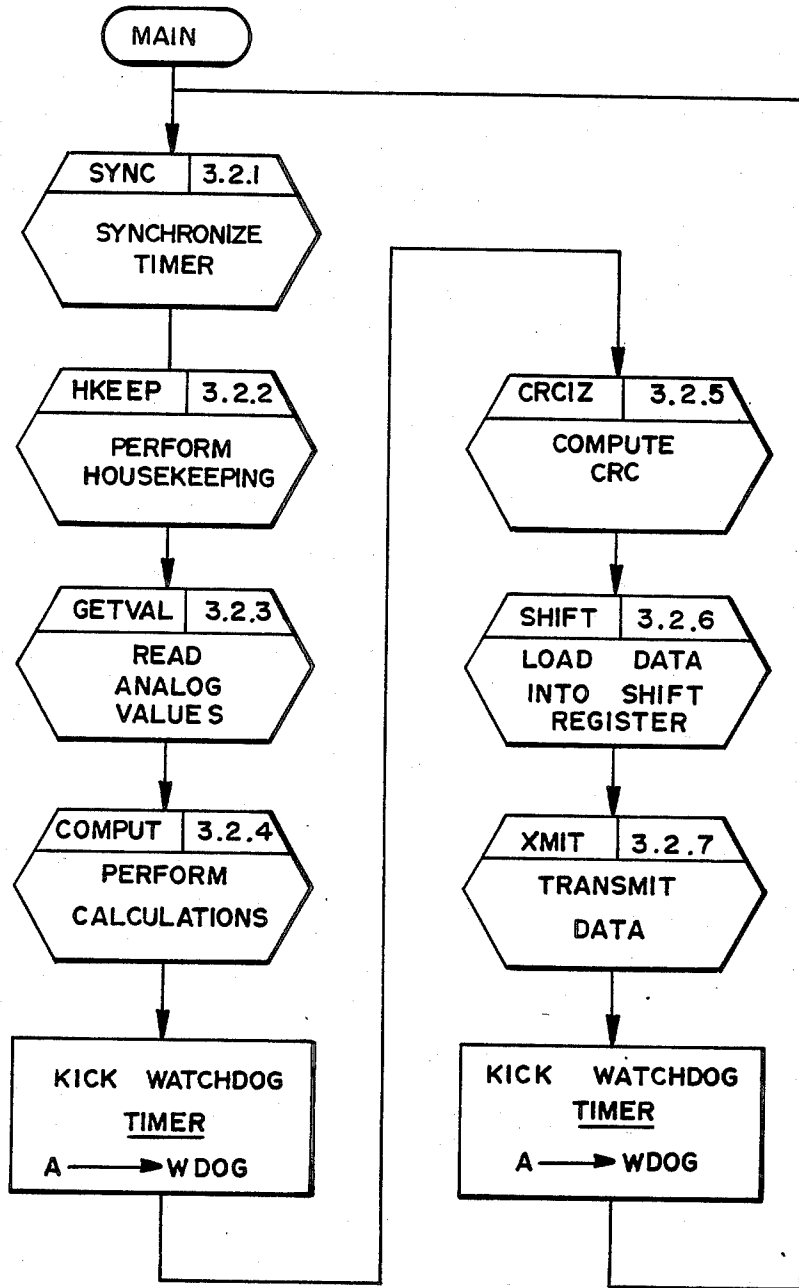 MAIN
SYNC 3.2.1
SYNCHRONIZE
TIMER
HKEEP 3.2.2
PERFORM
HOUSEKEEPING
GETVAL 3.2.3
READ
ANALOG
VALUES
COMPUT 3.2.4
PERFORM
CALCULATIONS
KICK WATCHDOG
TIMER
A → WDOG
CRCIZ 3.2.5
COMPUTE
CRC
SHIFT 3.2.6
LOAD DATA
INTO SHIFT
REGISTER
XMIT 3.2.7
TRANSMIT
DATA
KICK WATCHDOG
TIMER
A → WDOG